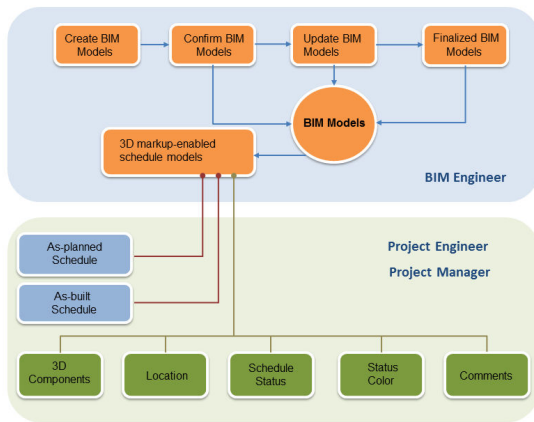 Create BIM
Models
Confirm BIM
Models
Update BIM
Models
Finalized BIM
Models
BIM Models
3D markup-enabled
schedule models
BIM Engineer
As-planned
Schedule
Project Engineer
Project Manager
As-built
Schedule
3D
Components
Location
Schedule
Status
Status
Color
Comments